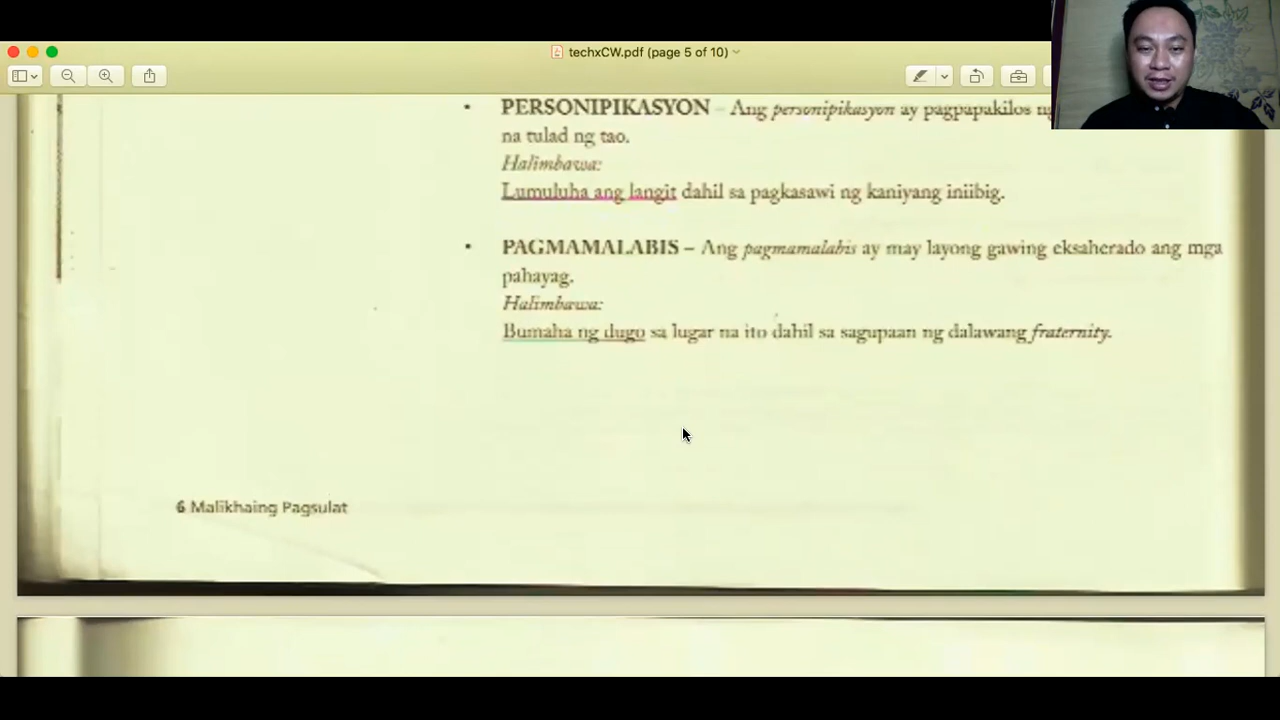 techxCW.pdf (page 5 of 10)
• PERSONIPIKASYON – Ang personipikasyon ay pagpapakilos
na tulad ng tao.
Halimbawa:
Lumuluha ang langit dahil sa pagkasawi ng kaniyang iniibig.
• PAGMAMALABIS – Ang pagmamalabis ay may layong gawing eksaherado ang mga
pahayag.
Halimbawa:
Bumaha ng dugo sa lugar na ito dahil sa sagupaan ng dalawang fraternity.
6 Malikhaing Pagsulat